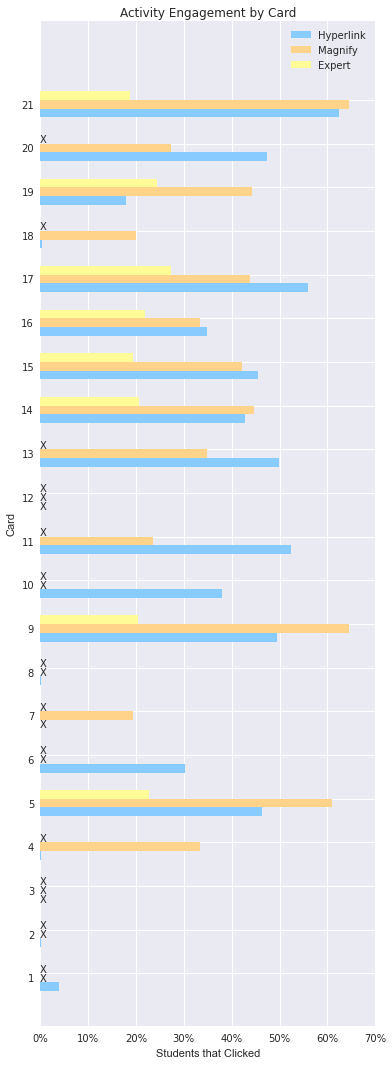 Activity Engagement by Card
Hyperlink
Magnify
Expert
21
X
20
19
X
18
17
16
15
14
X
13
X
12 X
X
X
11
X
10 X
9
X
8 X
X
7
X
X
6 X
5
X
4
X
3 X
X
X
2 X
X
1 X
Card
0% 10% 20% 30% 40% 50% 60% 70%
Students that Clicked